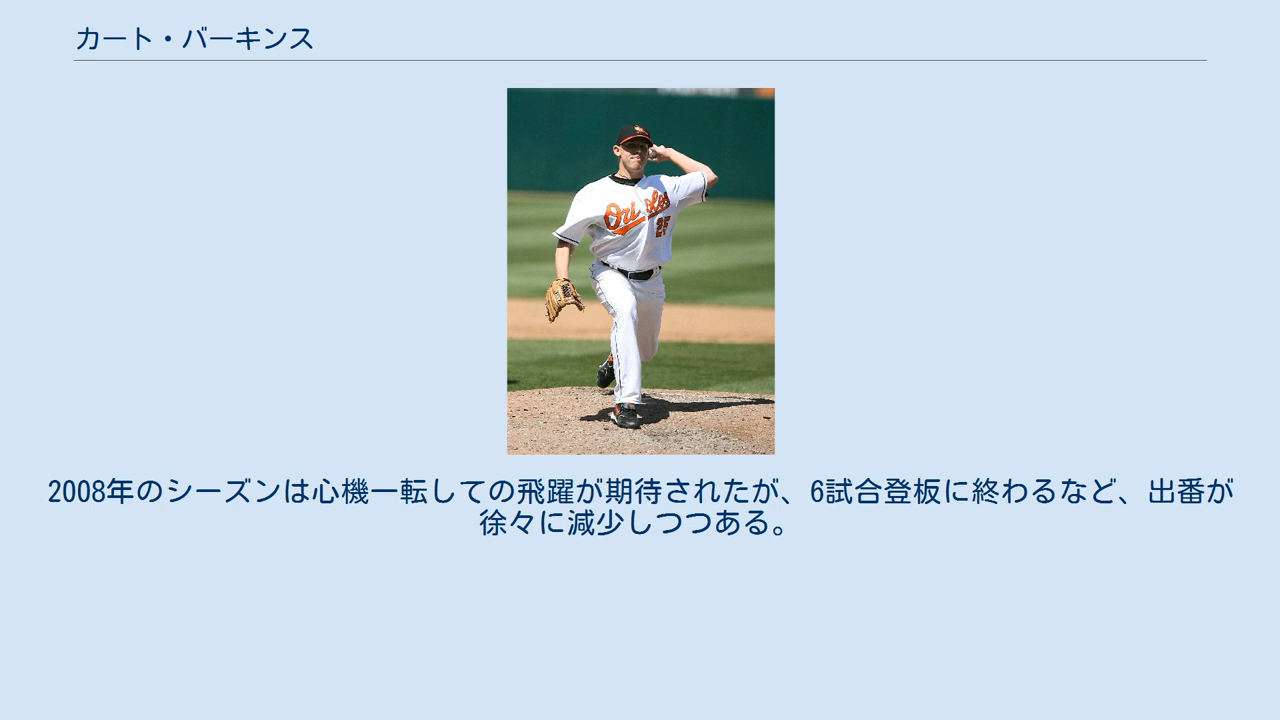 カート・バーキンス
Orioles
25
2008年のシーズンは心機一転しての飛躍が期待されたが、6試合登板に終わるなど、出番が
徐々に減少しつつある。